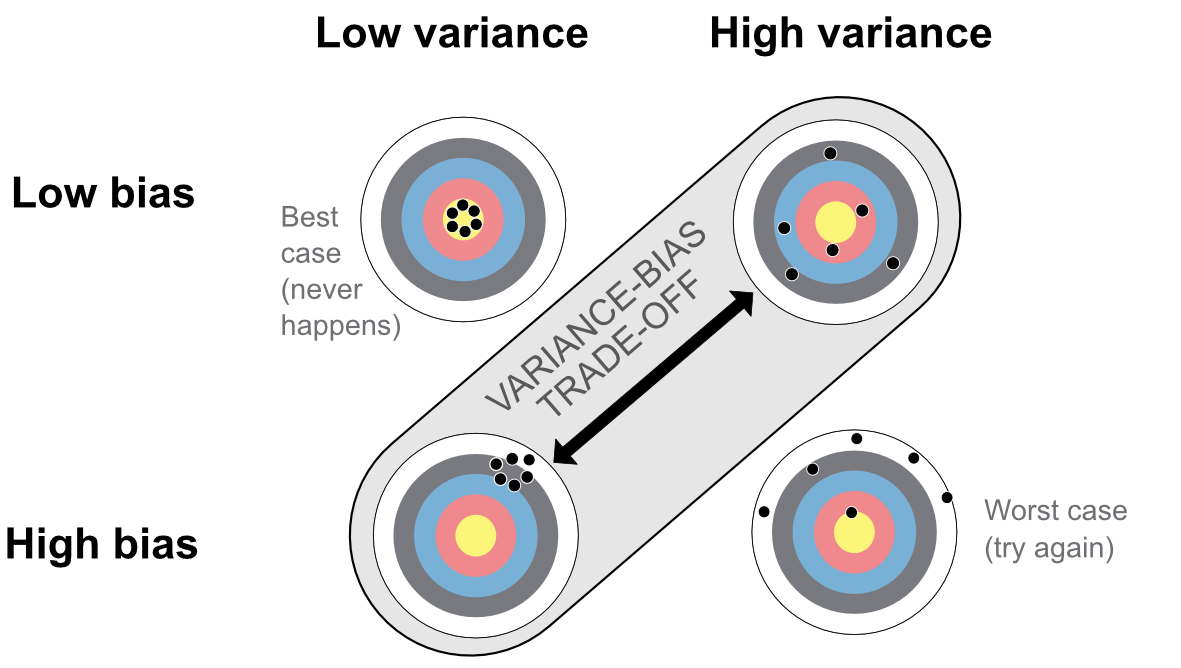 Low variance
High variance
Low bias
Best
case
(never
happens)
VARIANCE-BIAS
TRADE-OFF
High bias
Worst case
(try again)